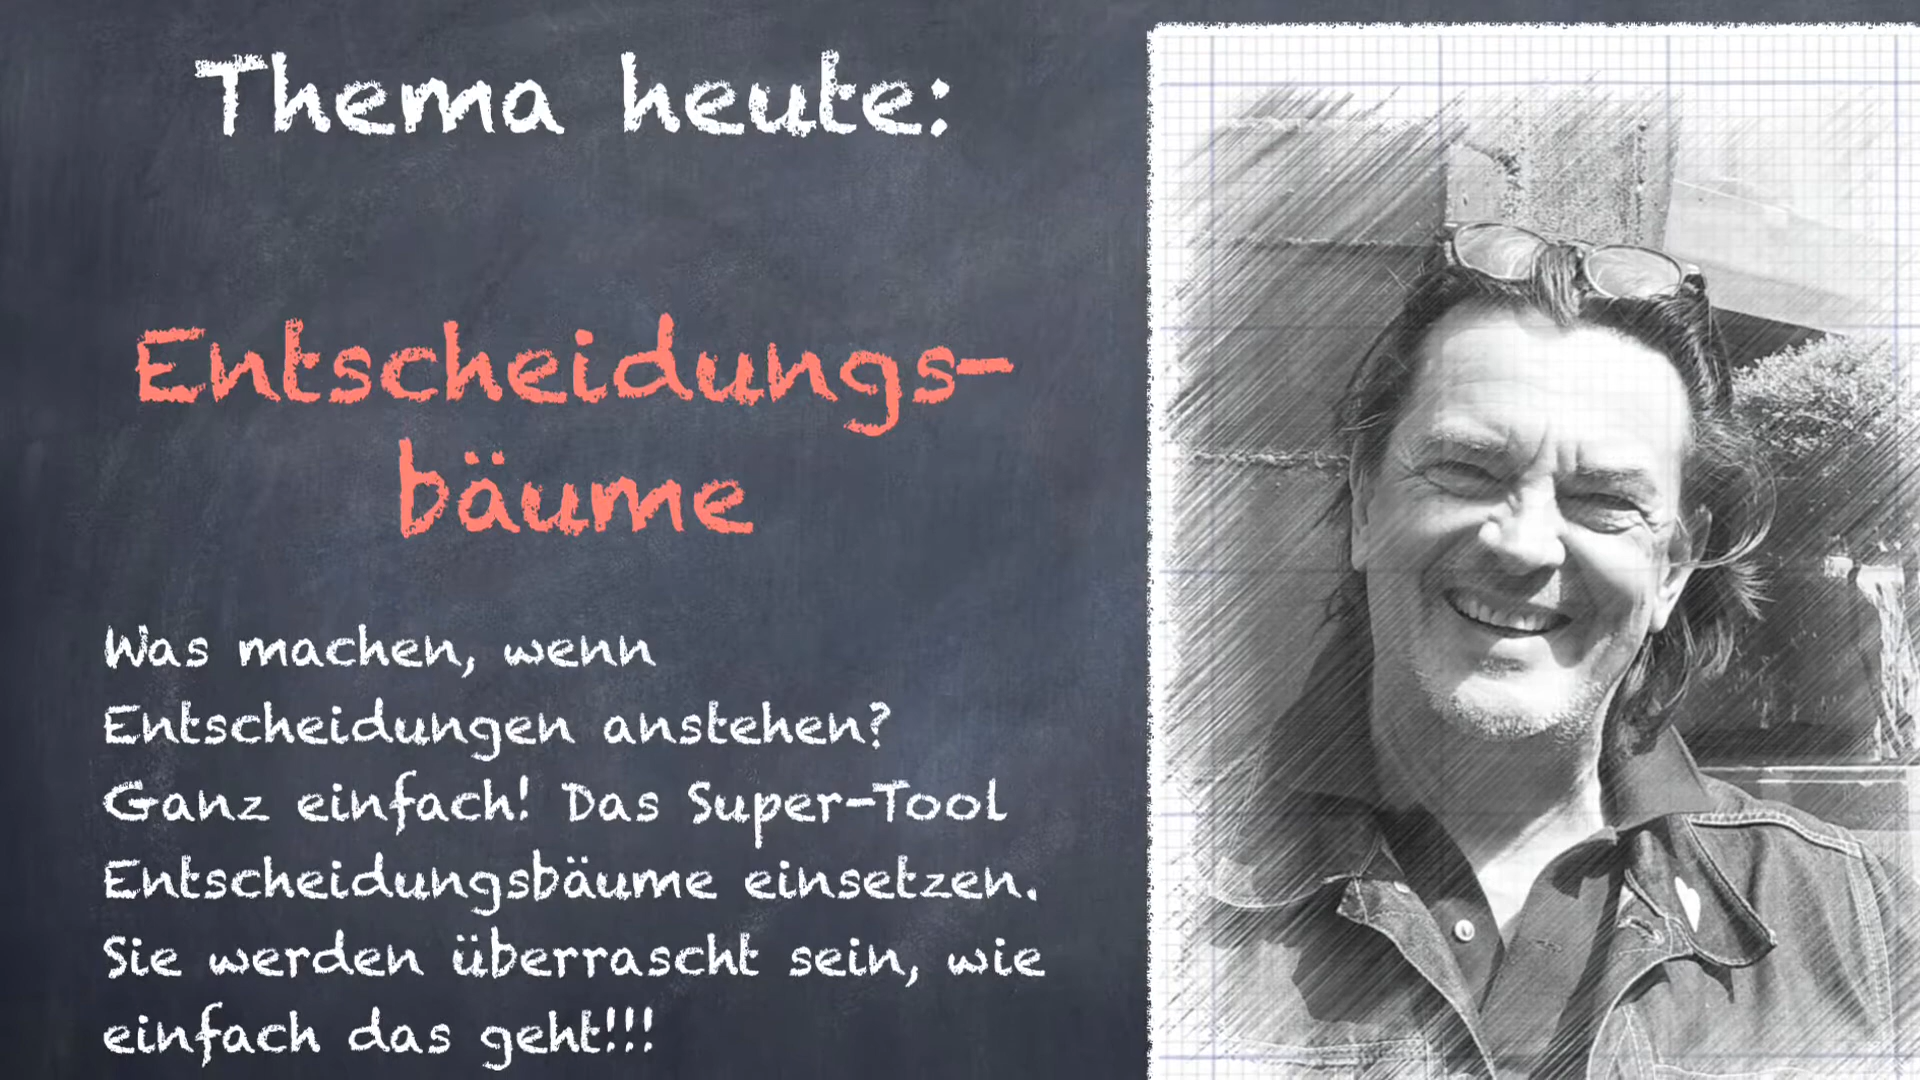 Thema heute:
Entscheidungs-
bäume
Was machen, wenn
Entscheidungen anstehen?
Ganz einfach! Das Super-Tool
Entscheidungsbäume einsetzen.
Sie werden überrascht sein, wie
einfach das geht!!!